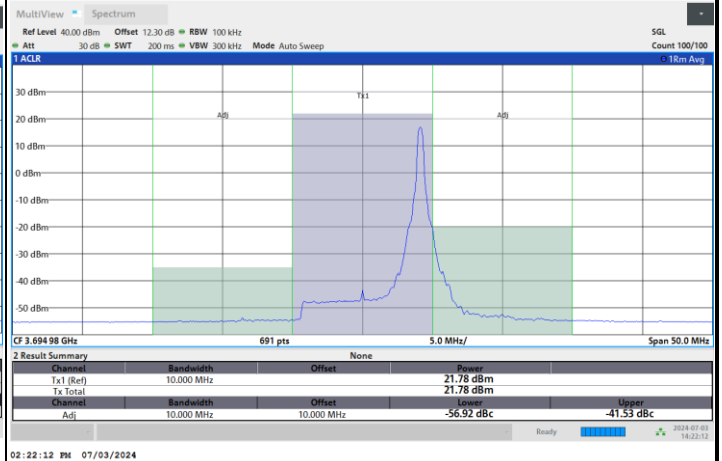 MultiView Spectrum
Ref Level 40.00 dBm Offset 12.30 dB RBW 100 kHz SGL
Att 30 dB SWT 200 ms VBW 300 kHz Mode Auto Sweep Count 100/100
1 ACLR 1Rm Avg
30 dBm
Tx1
20 dBm
Adj Adj
10 dBm
0 dBm
-10 dBm
-20 dBm
-30 dBm
-40 dBm
-50 dBm
CF 3.694 98 GHz 691 pts 5.0 MHz/ Span 50.0 MHz
2 Result Summary None
Channel Bandwidth Offset Power
Tx1 (Ref) 10.000 MHz 21.78 dBm
Tx Total 21.78 dBm
Channel Bandwidth Offset Lower Upper
Adj 10.000 MHz 10.000 MHz -56.92 dBc -41.53 dBc
Ready 2024-07-03
14:22:12
02:22:12 PM 07/03/2024